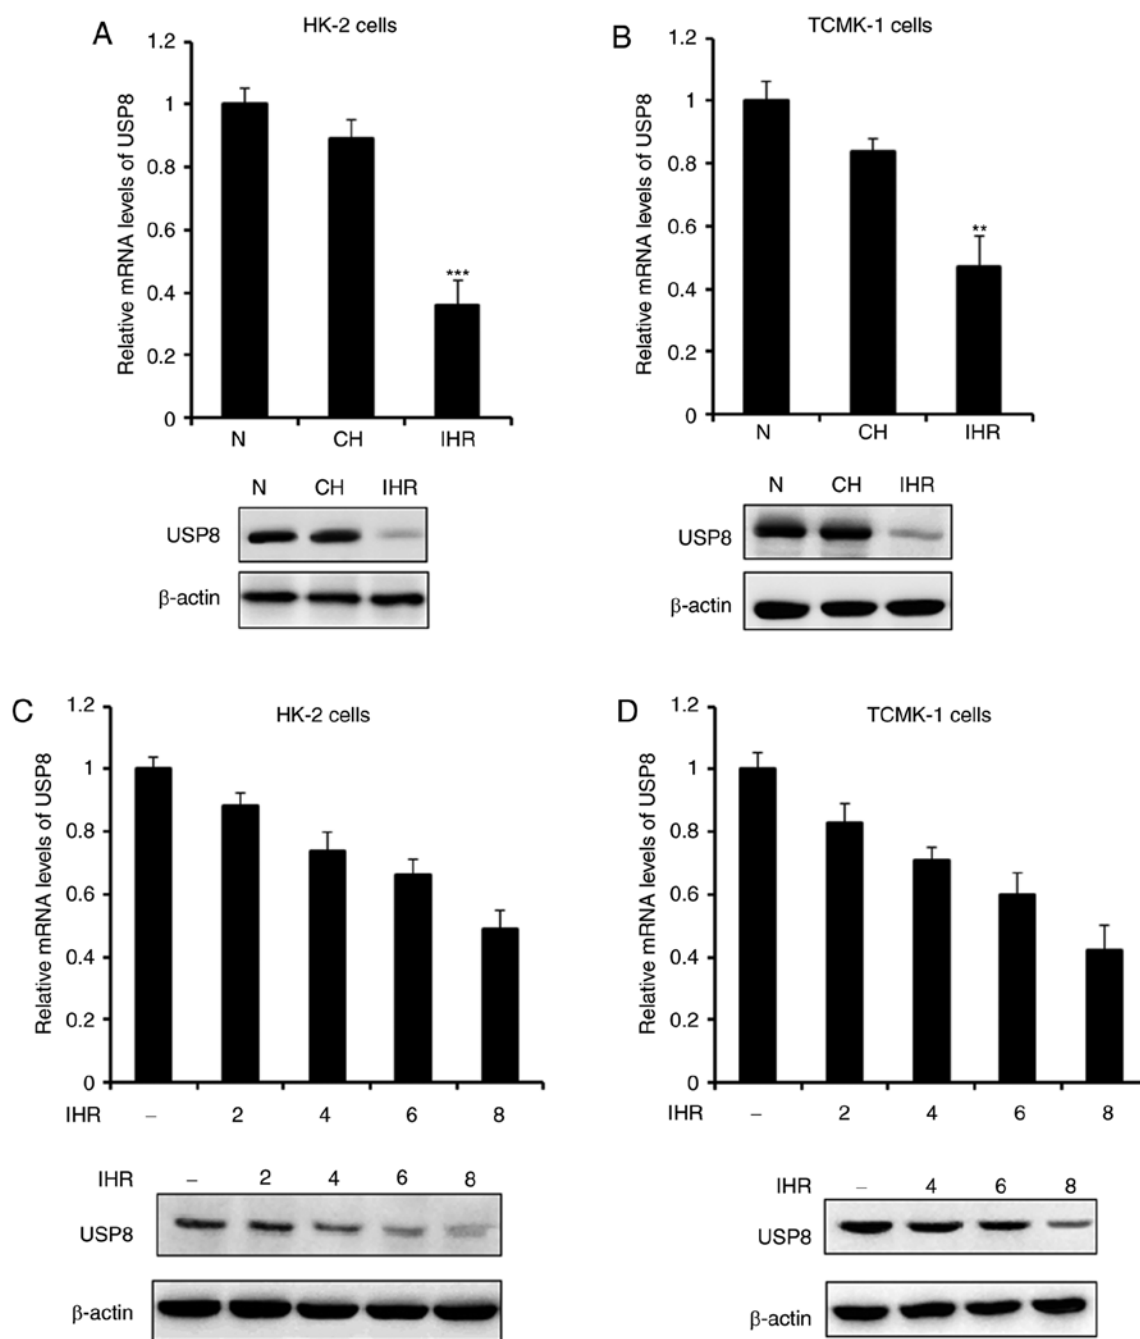 A
HK-2 cells
Relative mRNA levels of USP8
1.2
1
0.8
0.6
0.4
0.2
0
***
N CH IHR
N CH IHR
USP8
β-actin
B
TCMK-1 cells
Relative mRNA levels of USP8
1.2
1
0.8
0.6
0.4
0.2
0
**
N CH IHR
N CH IHR
USP8
β-actin
C
HK-2 cells
Relative mRNA levels of USP8
1.2
1
0.8
0.6
0.4
0.2
0
IHR – 2 4 6 8
IHR – 2 4 6 8
USP8
β-actin
D
TCMK-1 cells
Relative mRNA levels of USP8
1.2
1
0.8
0.6
0.4
0.2
0
IHR – 2 4 6 8
IHR – 4 6 8
USP8
β-actin